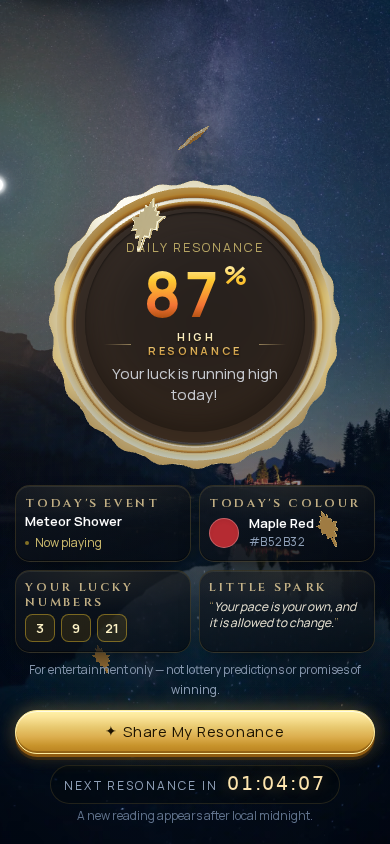 DAILY RESONANCE
87%
HIGH
RESONANCE
Your luck is running high
today!
TODAY'S EVENT
Meteor Shower
Now playing
TODAY'S COLOUR
Maple Red
#B52B32
YOUR LUCKY
NUMBERS
3 9 21
LITTLE SPARK
"Your pace is your own, and
it is allowed to change."
For entertainment only — not lottery predictions or promises of
winning.
✦ Share My Resonance
NEXT RESONANCE IN 01:04:07
A new reading appears after local midnight.